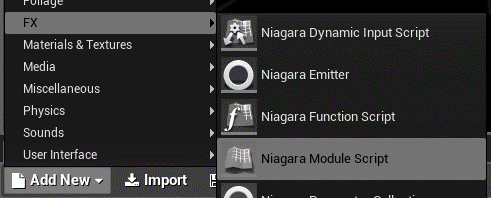 Foliage
FX
Materials & Textures
Media
Miscellaneous
Physics
Sounds
User Interface
Add New
Import
Niagara Dynamic Input Script
Niagara Emitter
Niagara Function Script
Niagara Module Script